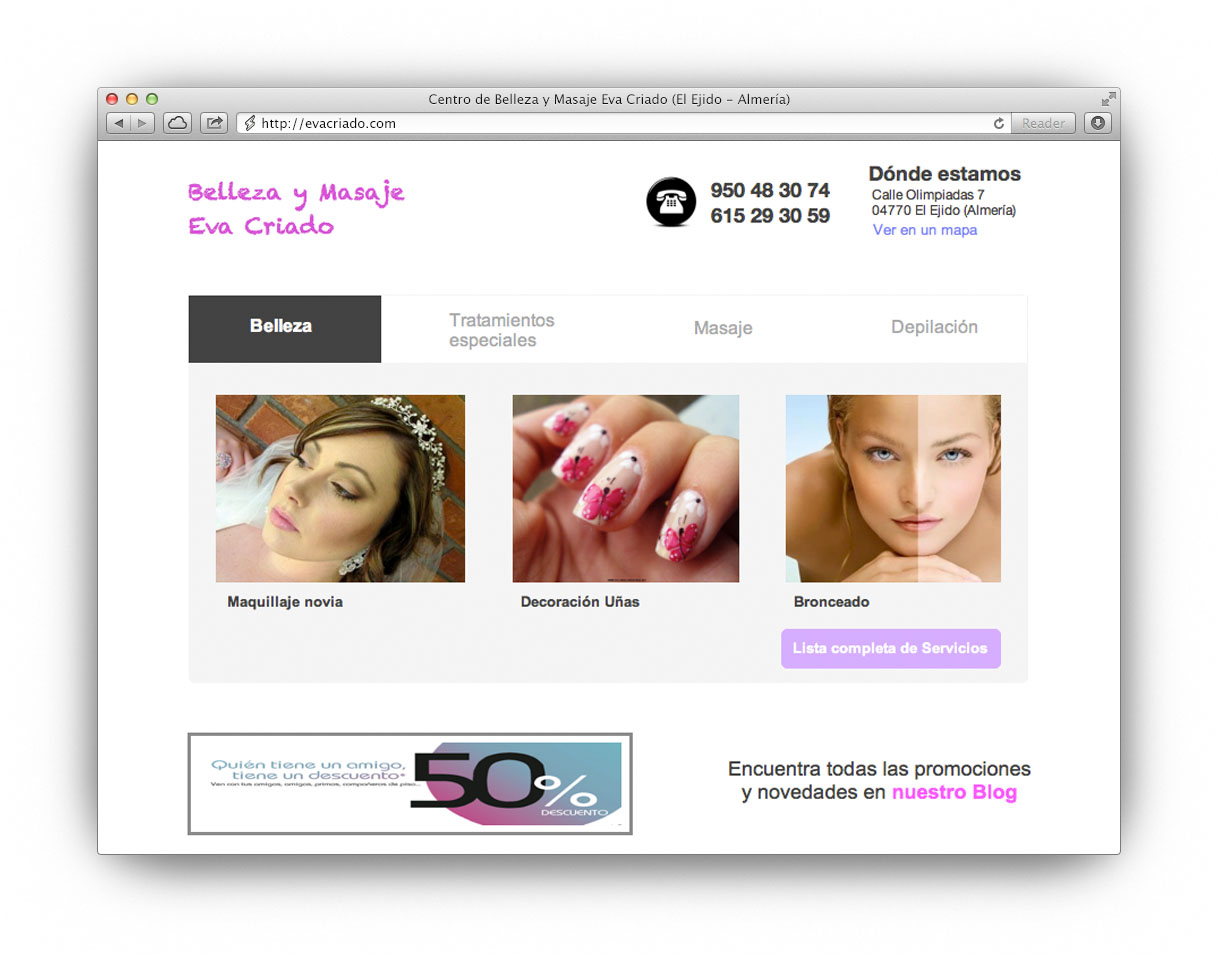 Centro de Belleza y Masaje Eva Criado (El Ejido – Almería)
http://evacriado.com
Reader
Belleza y Masaje
Eva Criado
950 48 30 74
615 29 30 59
Dónde estamos
Calle Olimpiadas 7
04770 El Ejido (Almería)
Ver en un mapa
Belleza
Tratamientos
especiales
Masaje
Depilación
Maquillaje novia
Decoración Uñas
Bronceado
Lista completa de Servicios
Quién tiene un amigo,
tiene un descuento*
Ven con tus amigos, amigas, primos, compañeros de piso...
50%
DESCUENTO
Encuentra todas las promociones
y novedades en nuestro Blog